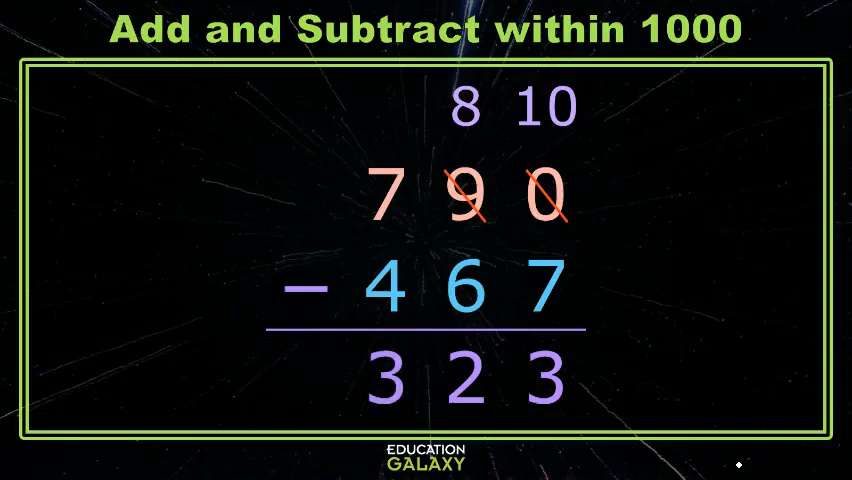 Add and Subtract within 1000
8 10
7 9 0
− 4 6 7
3 2 3
EDUCATION
GALAXY